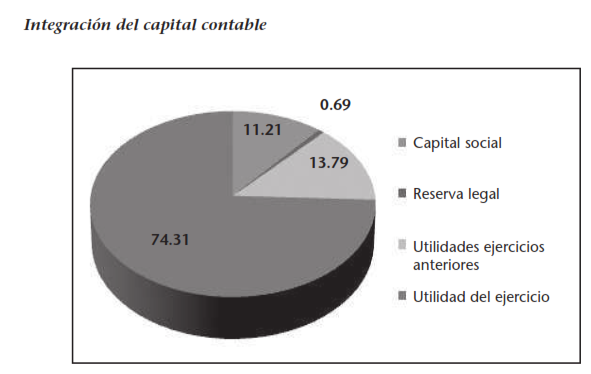 Integración del capital contable
0.69
11.21
13.79
74.31
Capital social
Reserva legal
Utilidades ejercicios
anteriores
Utilidad del ejercicio